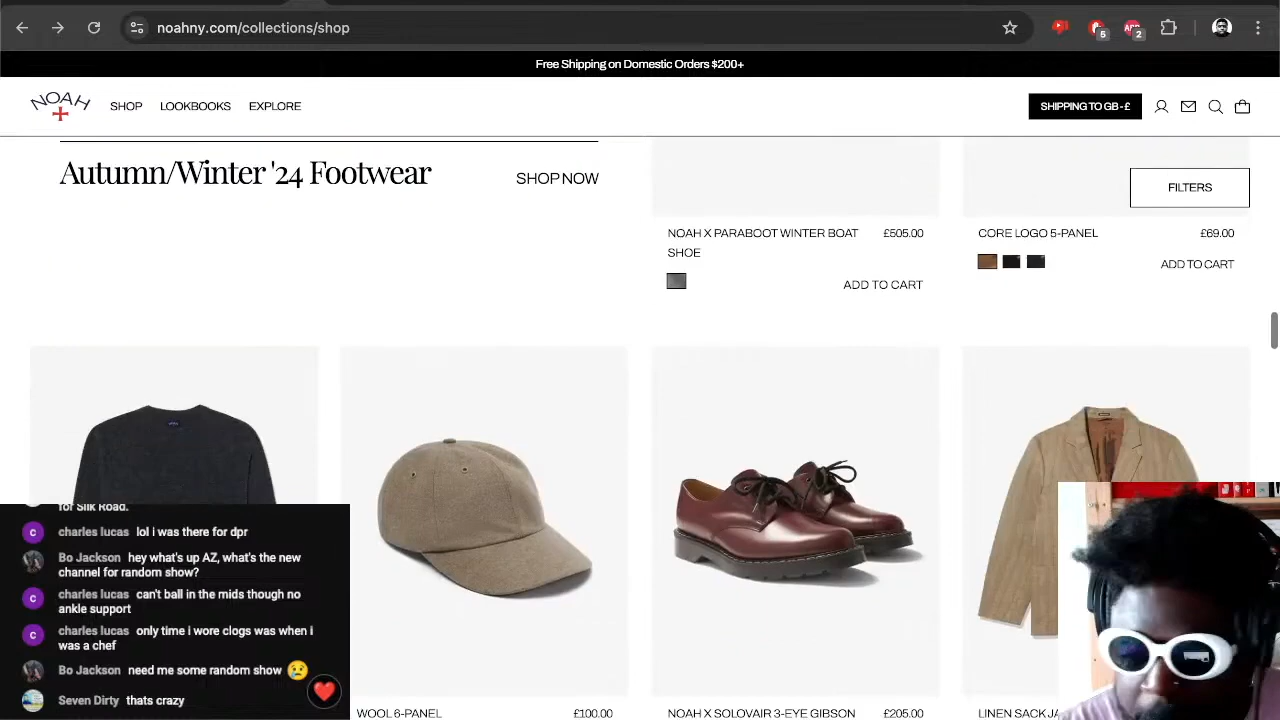 noahny.com/collections/shop
5
2
Free Shipping on Domestic Orders $200+
NOAH
SHOP
LOOKBOOKS
EXPLORE
SHIPPING TO GB - £
Autumn/Winter '24 Footwear
SHOP NOW
FILTERS
NOAH X PARABOOT WINTER BOAT
SHOE
£505.00
ADD TO CART
CORE LOGO 5-PANEL
£69.00
ADD TO CART
for Silk Road.
c charles lucas lol i was there for dpr
Bo Jackson hey what's up AZ, what's the new
channel for random show?
c charles lucas can't ball in the mids though no
ankle support
c charles lucas only time i wore clogs was when i
was a chef
Bo Jackson need me some random show 😢
Seven Dirty thats crazy
WOOL 6-PANEL
£100.00
NOAH X SOLOVAIR 3-EYE GIBSON
£205.00
LINEN SACK